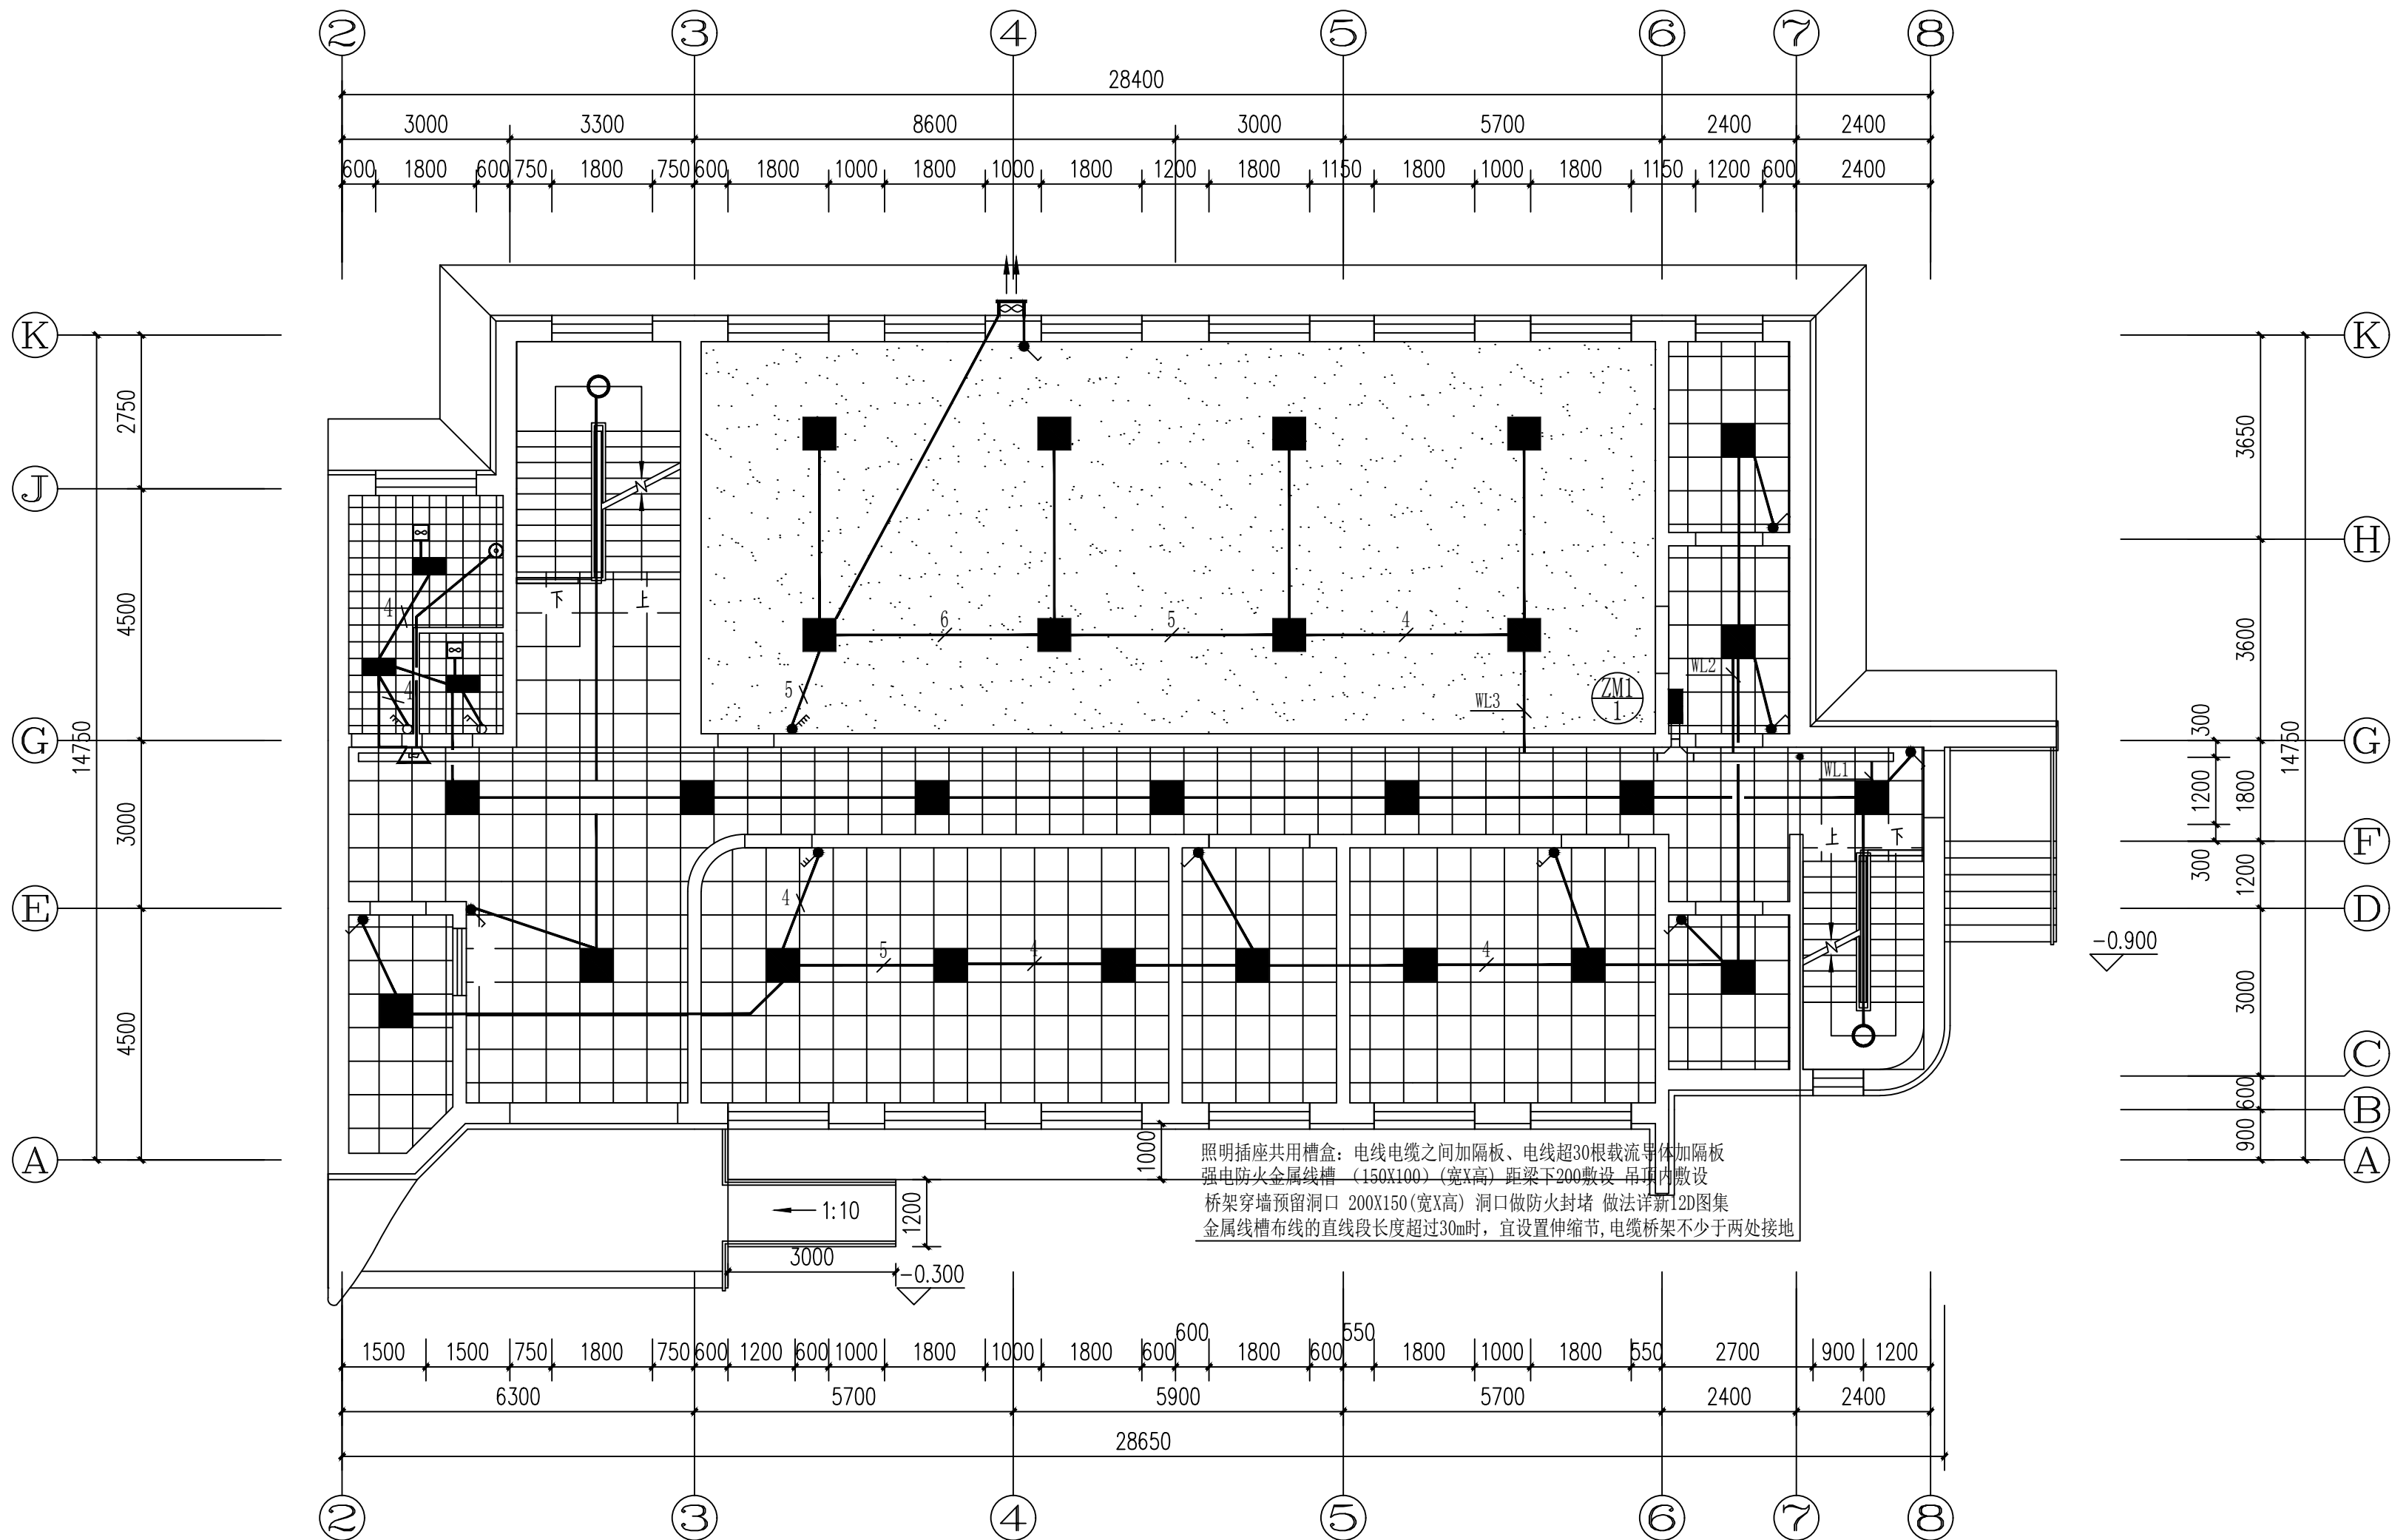 ② ③ ④ ⑤ ⑥ ⑦ ⑧
28400
3000 3300 8600 3000 5700 2400 2400
600 1800 600 750 1800 750 600 1800 1000 1800 1000 1800 1200 1800 1150 1800 1000 1800 1150 1200 600 2400
K K
2750
3650
J
H
下 上
4
4500
3600
6 5 4
4
5
WL2
ZM1
1
WL3
G G
14750
300
14750
WL1
1200 1800
3000
上 下
F
300
1200
4
E D
5 4 4
-0.900
3000
4500
C
600
B
900
1000
A A
照明插座共用槽盒：电线电缆之间加隔板、电线超30根载流导体加隔板
强电防火金属线槽 （150X100）(宽X高) 距梁下200敷设 吊顶内敷设
桥架穿墙预留洞口 200X150(宽X高) 洞口做防火封堵 做法详新12D图集
金属线槽布线的直线段长度超过30m时，宜设置伸缩节,电缆桥架不少于两处接地
1:10
1200
3000
-0.300
600 550
1500 1500 750 1800 750 600 1200 600 1000 1800 1000 1800 600 1800 600 1800 1000 1800 550 2700 900 1200
6300 5700 5900 5700 2400 2400
28650
② ③ ④ ⑤ ⑥ ⑦ ⑧